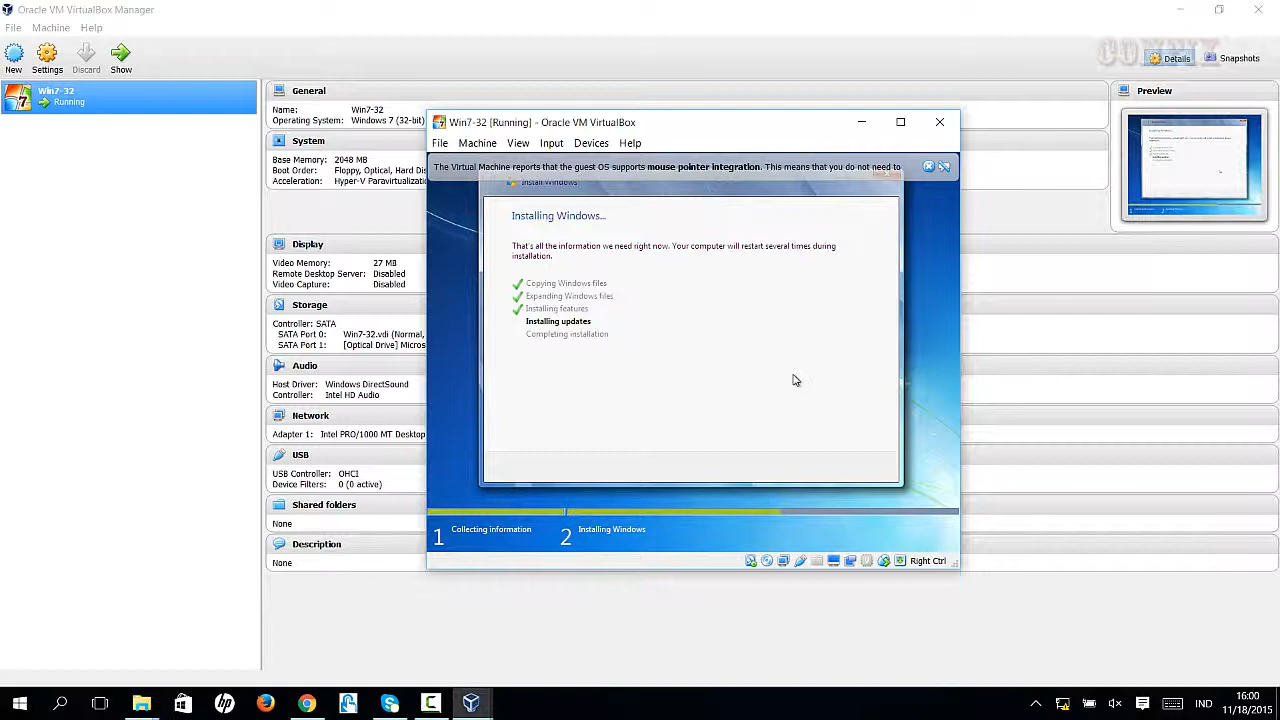 Oracle VM VirtualBox Manager
File Machine Help
New Settings Discard Show
Details Snapshots
Win7-32
Running
General
Name: Win7-32
Operating System: Windows 7 (32-bit)
System
Base Memory: 2048 MB
Boot Order: Floppy, Optical, Hard Di
Acceleration: Hyper-V Paravirtualizati
Display
Video Memory: 27 MB
Remote Desktop Server: Disabled
Video Capture: Disabled
Storage
Controller: SATA
SATA Port 0: Win7-32.vdi (Normal,
SATA Port 1: [Optical Drive] Micros
Audio
Host Driver: Windows DirectSound
Controller: Intel HD Audio
Network
Adapter 1: Intel PRO/1000 MT Desktop
USB
USB Controller: OHCI
Device Filters: 0 (0 active)
Shared folders
None
Description
None
Preview
Win7-32 [Running] - Oracle VM VirtualBox
File Machine View Input Devices Help
Machine reports that the guest OS supports mouse pointer integration. This means that you do not need
Install Windows
Installing Windows...
That's all the information we need right now. Your computer will restart several times during
installation.
Copying Windows files
Expanding Windows files
Installing features
Installing updates
Completing installation
1 Collecting information 2 Installing Windows
Right Ctrl
IND
16:00
11/18/2015